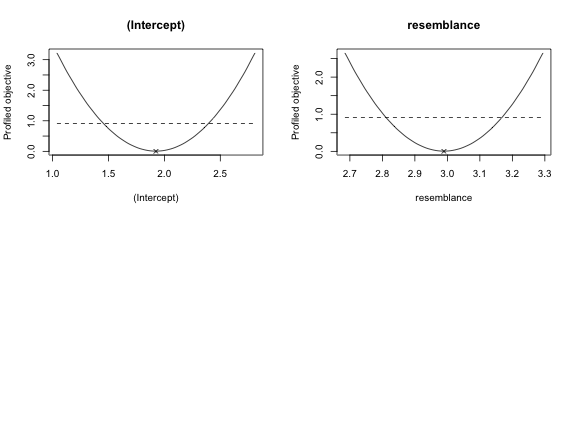 (Intercept)
Profiled objective
0.0 1.0 2.0 3.0
1.0 1.5 2.0 2.5
(Intercept)
resemblance
Profiled objective
0.0 1.0 2.0
2.7 2.8 2.9 3.0 3.1 3.2 3.3
resemblance